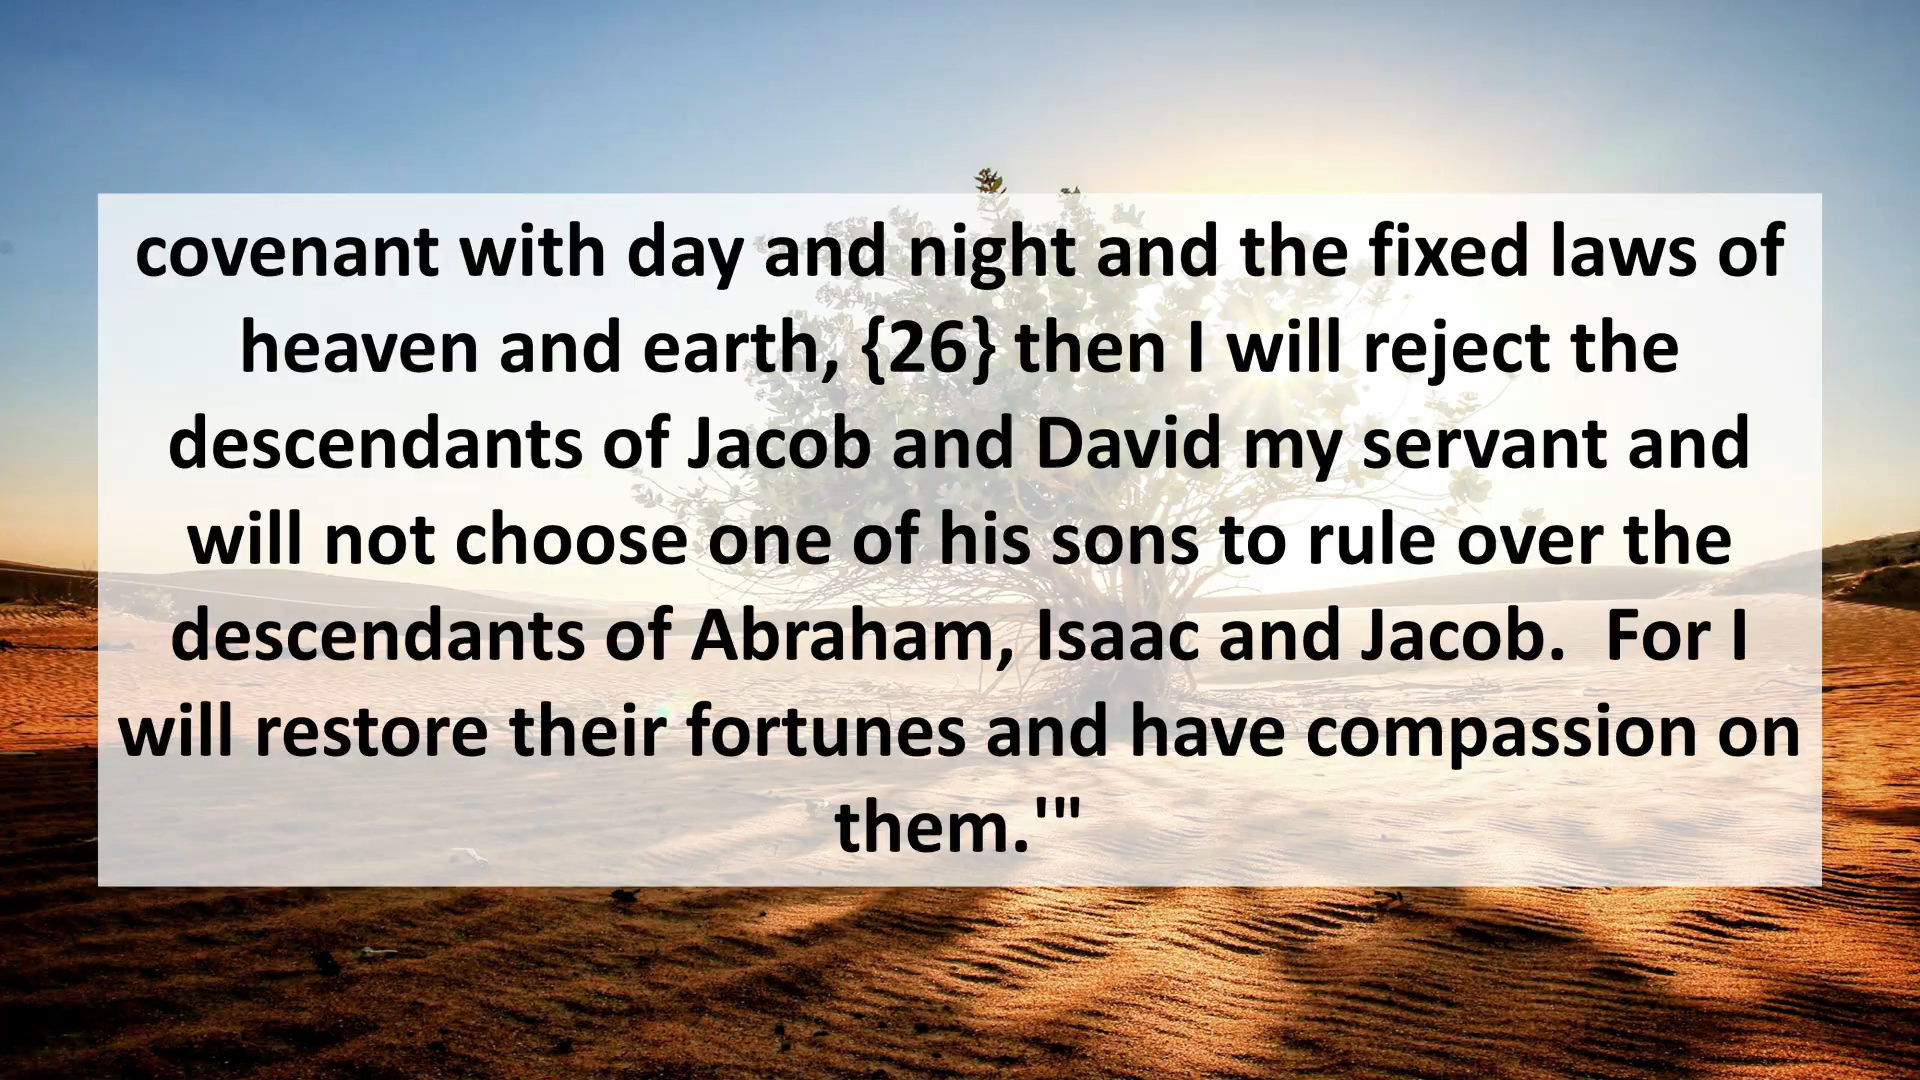 covenant with day and night and the fixed laws of
heaven and earth, {26} then I will reject the
descendants of Jacob and David my servant and
will not choose one of his sons to rule over the
descendants of Abraham, Isaac and Jacob.  For I
will restore their fortunes and have compassion on
them.'"